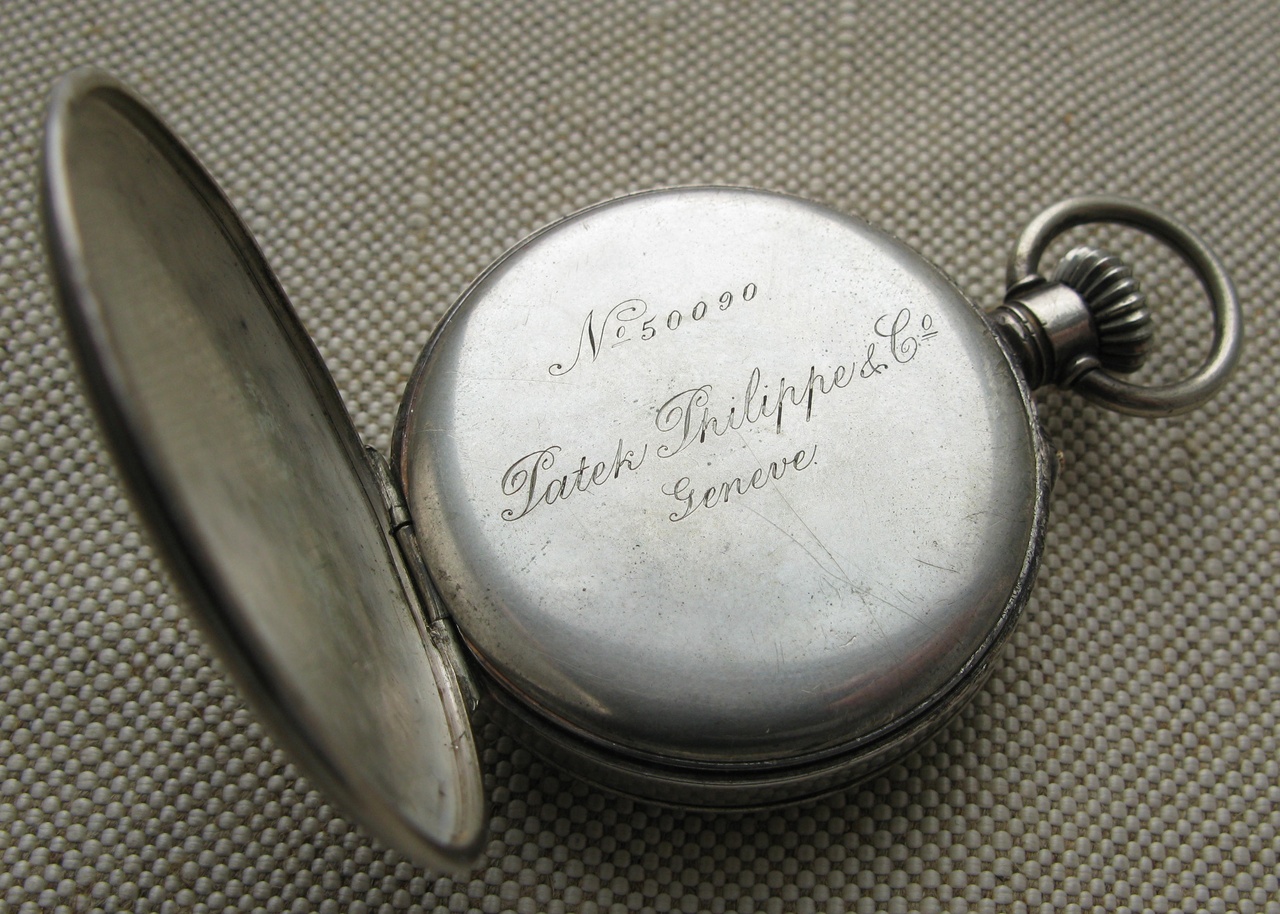 Nº 50090
Patek Philippe & Cº
Geneve.